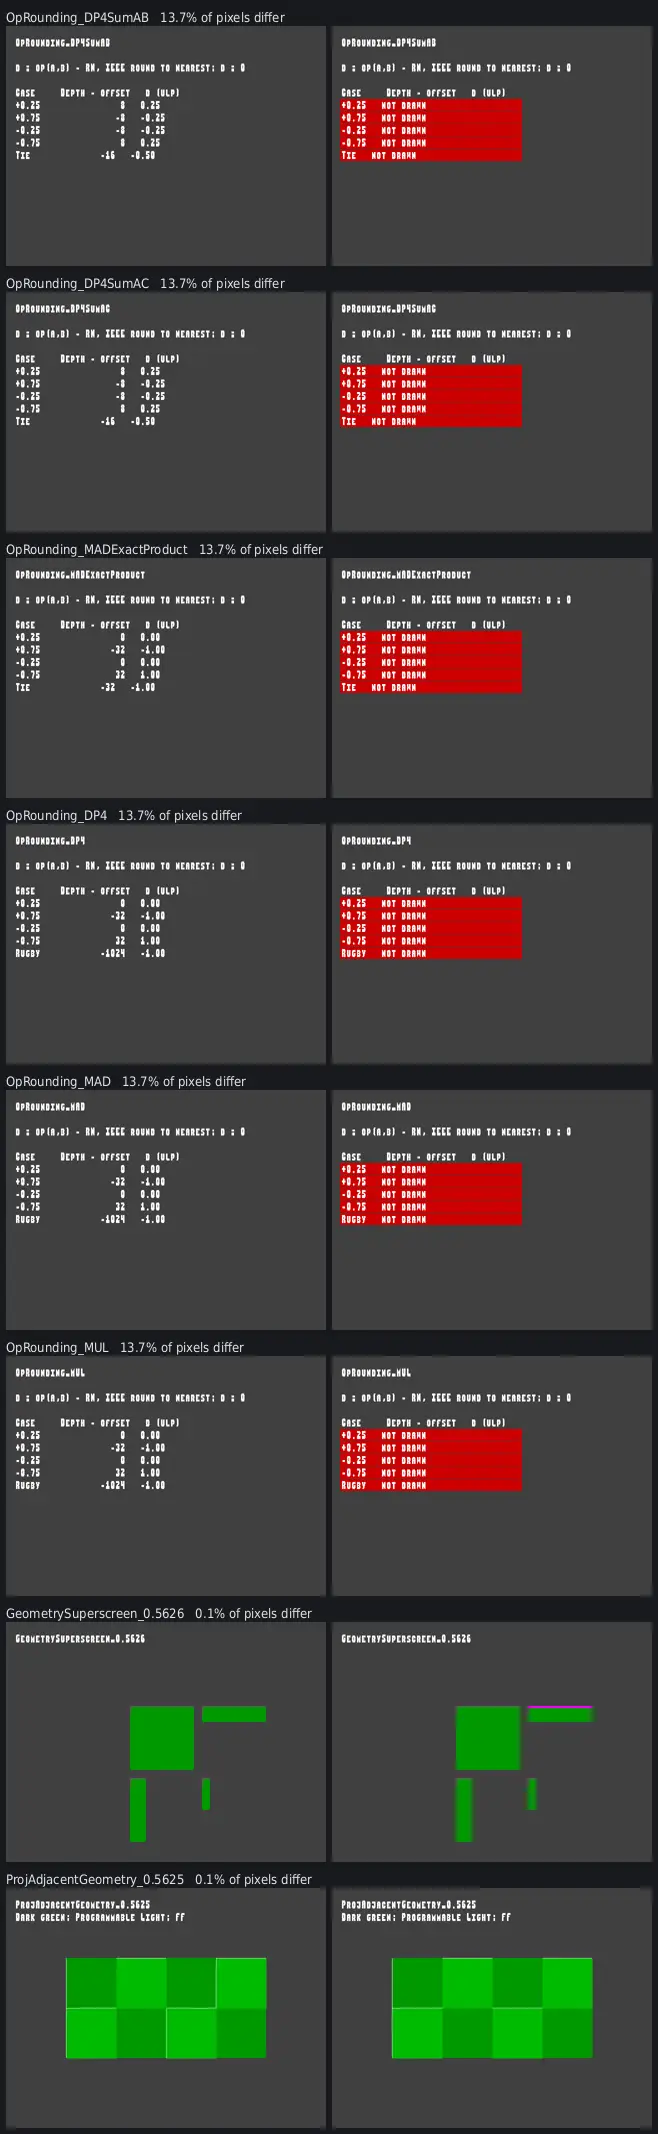 OpRounding_DP4SumAB 13.7% of pixels differ
OpRounding_DP4SumAB
D : op(A,B) - RN, IEEE round to nearest: D : 0
Case Depth - offset D (ULP)
+0.25 8 0.25
+0.75 -8 -0.25
-0.25 -8 -0.25
-0.75 8 0.25
Tie -16 -0.50
OpRounding_DP4SumAB
D : op(A,B) - RN, IEEE round to nearest: D : 0
Case Depth - offset D (ULP)
+0.25 not drawn
+0.75 not drawn
-0.25 not drawn
-0.75 not drawn
Tie not drawn
OpRounding_DP4SumAC 13.7% of pixels differ
OpRounding_DP4SumAC
D : op(A,B) - RN, IEEE round to nearest: D : 0
Case Depth - offset D (ULP)
+0.25 8 0.25
+0.75 -8 -0.25
-0.25 -8 -0.25
-0.75 8 0.25
Tie -16 -0.50
OpRounding_DP4SumAC
D : op(A,B) - RN, IEEE round to nearest: D : 0
Case Depth - offset D (ULP)
+0.25 not drawn
+0.75 not drawn
-0.25 not drawn
-0.75 not drawn
Tie not drawn
OpRounding_MADExactProduct 13.7% of pixels differ
OpRounding_MADExactProduct
D : op(A,B) - RN, IEEE round to nearest: D : 0
Case Depth - offset D (ULP)
+0.25 0 0.00
+0.75 -32 -1.00
-0.25 0 0.00
-0.75 32 1.00
Tie -32 -1.00
OpRounding_MADExactProduct
D : op(A,B) - RN, IEEE round to nearest: D : 0
Case Depth - offset D (ULP)
+0.25 not drawn
+0.75 not drawn
-0.25 not drawn
-0.75 not drawn
Tie not drawn
OpRounding_DP4 13.7% of pixels differ
OpRounding_DP4
D : op(A,B) - RN, IEEE round to nearest: D : 0
Case Depth - offset D (ULP)
+0.25 0 0.00
+0.75 -32 -1.00
-0.25 0 0.00
-0.75 32 1.00
Rugby -1024 -1.00
OpRounding_DP4
D : op(A,B) - RN, IEEE round to nearest: D : 0
Case Depth - offset D (ULP)
+0.25 not drawn
+0.75 not drawn
-0.25 not drawn
-0.75 not drawn
Rugby not drawn
OpRounding_MAD 13.7% of pixels differ
OpRounding_MAD
D : op(A,B) - RN, IEEE round to nearest: D : 0
Case Depth - offset D (ULP)
+0.25 0 0.00
+0.75 -32 -1.00
-0.25 0 0.00
-0.75 32 1.00
Rugby -1024 -1.00
OpRounding_MAD
D : op(A,B) - RN, IEEE round to nearest: D : 0
Case Depth - offset D (ULP)
+0.25 not drawn
+0.75 not drawn
-0.25 not drawn
-0.75 not drawn
Rugby not drawn
OpRounding_MUL 13.7% of pixels differ
OpRounding_MUL
D : op(A,B) - RN, IEEE round to nearest: D : 0
Case Depth - offset D (ULP)
+0.25 0 0.00
+0.75 -32 -1.00
-0.25 0 0.00
-0.75 32 1.00
Rugby -1024 -1.00
OpRounding_MUL
D : op(A,B) - RN, IEEE round to nearest: D : 0
Case Depth - offset D (ULP)
+0.25 not drawn
+0.75 not drawn
-0.25 not drawn
-0.75 not drawn
Rugby not drawn
GeometrySuperscreen_0.5626 0.1% of pixels differ
GeometrySuperscreen_0.5626
GeometrySuperscreen_0.5626
ProjAdjacentGeometry_0.5625 0.1% of pixels differ
ProjAdjacentGeometry_0.5625
Dark green: Programmable Light: FF
ProjAdjacentGeometry_0.5625
Dark green: Programmable Light: FF